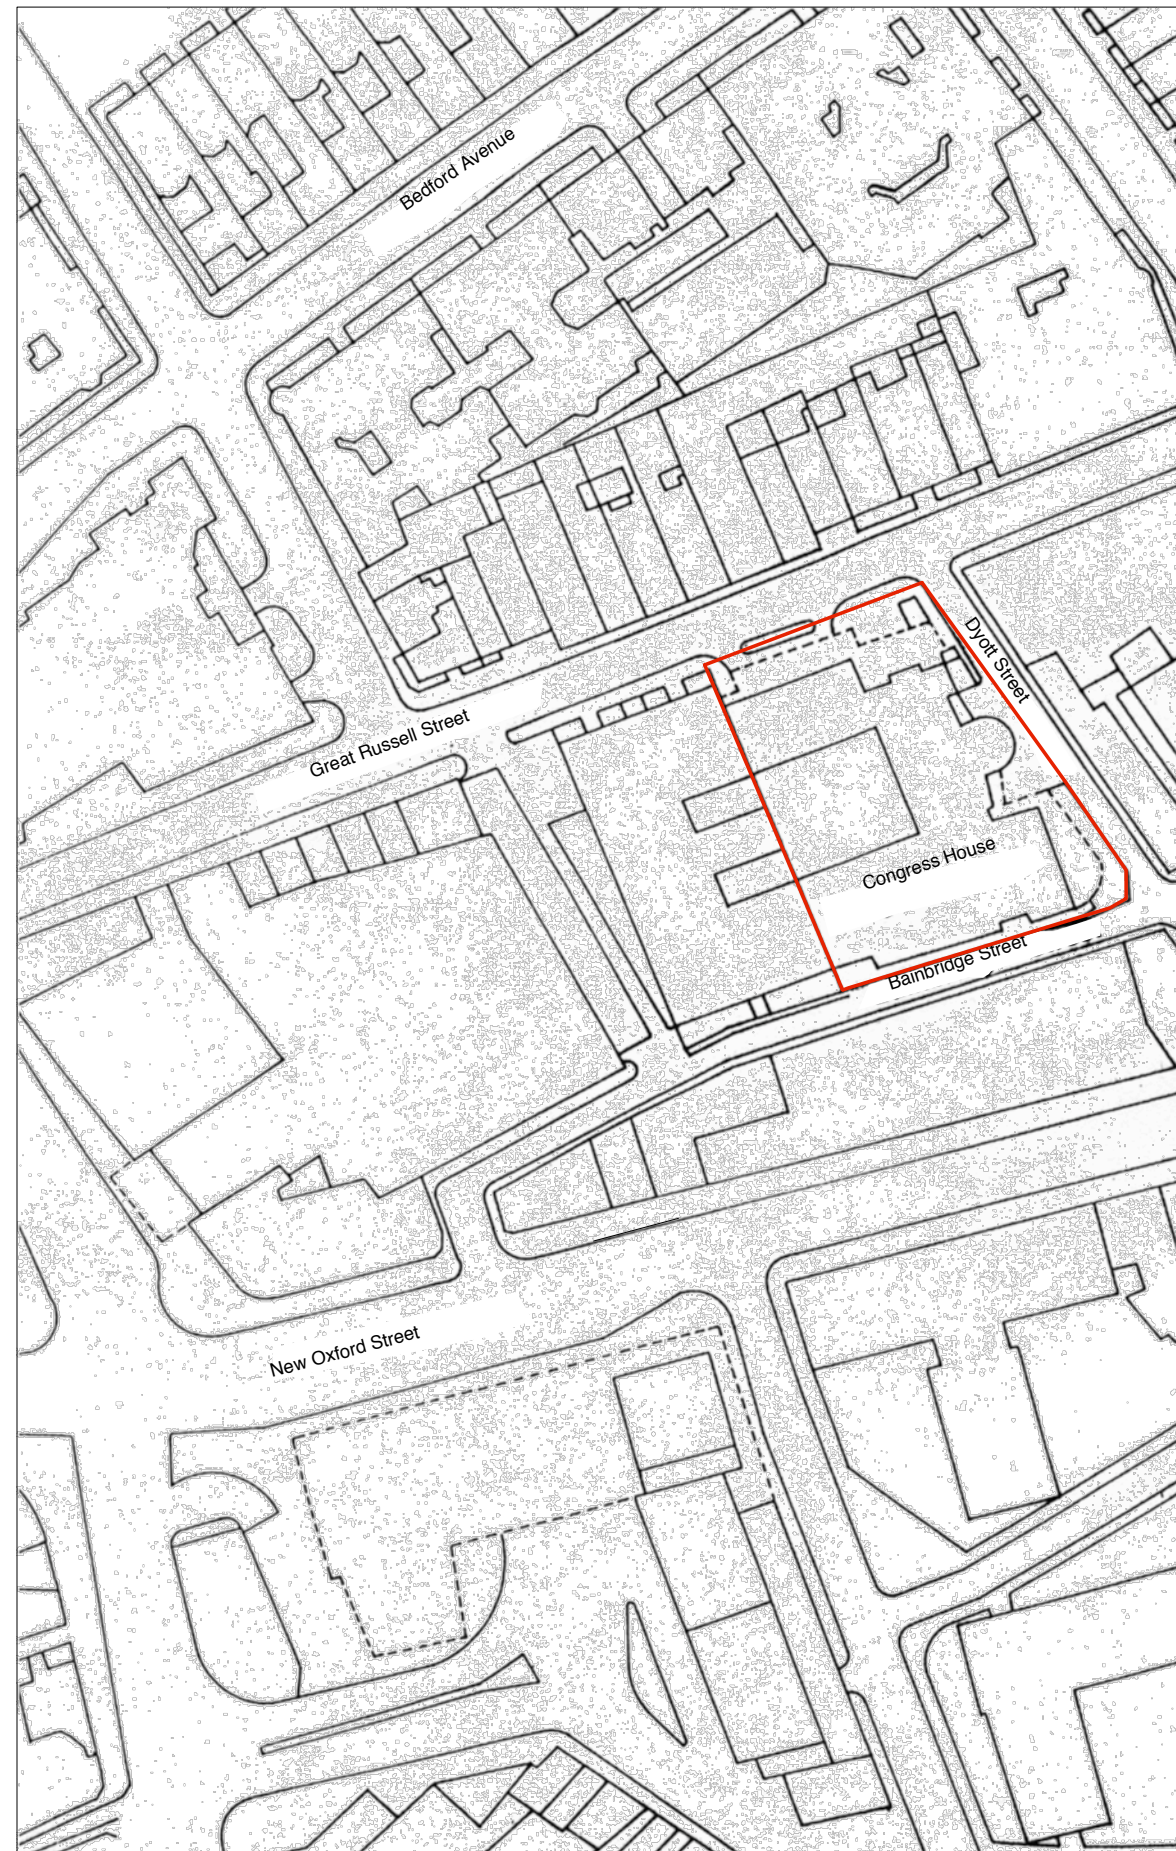 Bedford Avenue
Dyott Street
Great Russell Street
Congress House
Bainbridge Street
New Oxford Street